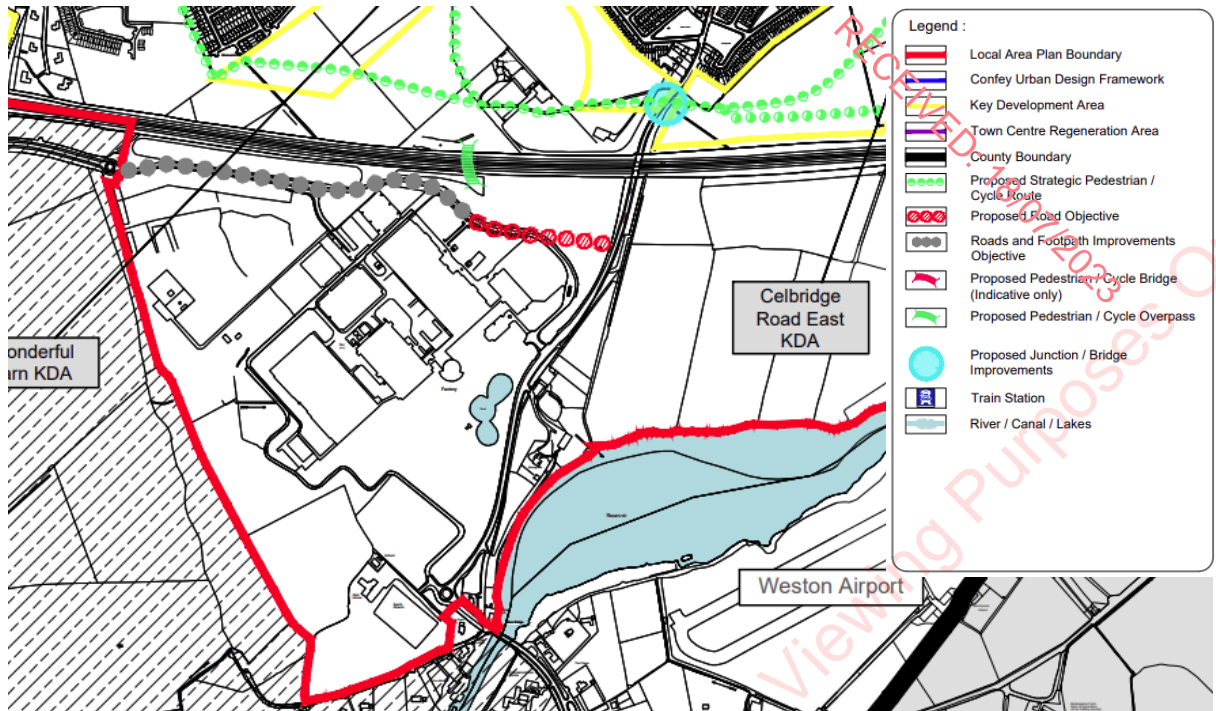 Legend :
Local Area Plan Boundary
Confey Urban Design Framework
Key Development Area
Town Centre Regeneration Area
County Boundary
Proposed Strategic Pedestrian /
Cycle Route
Proposed Road Objective
Roads and Footpath Improvements
Objective
Proposed Pedestrian / Cycle Bridge
(Indicative only)
Proposed Pedestrian / Cycle Overpass
Proposed Junction / Bridge
Improvements
Train Station
River / Canal / Lakes
RECEIVED: 18/07/2023
Viewing Purposes O
Celbridge
Road East
KDA
onderful
arn KDA
Factory
Reservoir
Weston Airport